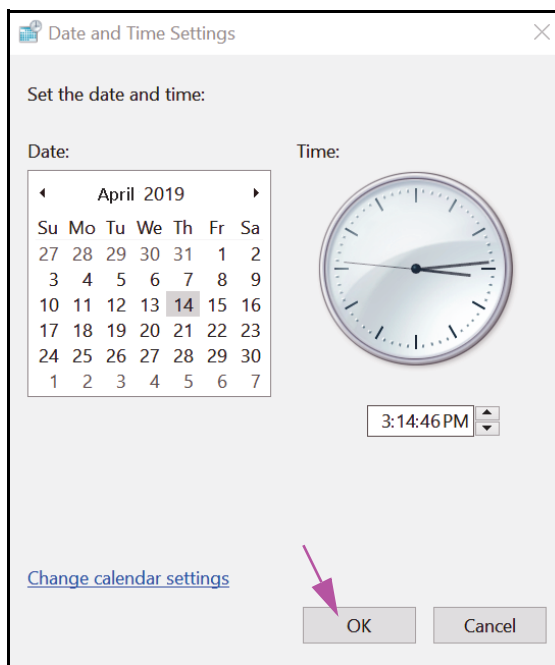 Date and Time Settings
Set the date and time:
Date:
Time:
April 2019
Su Mo Tu We Th Fr Sa
27 28 29 30 31 1 2
3 4 5 6 7 8 9
10 11 12 13 14 15 16
17 18 19 20 21 22 23
24 25 26 27 28 29 30
1 2 3 4 5 6 7
3:14:46 PM
Change calendar settings
OK
Cancel